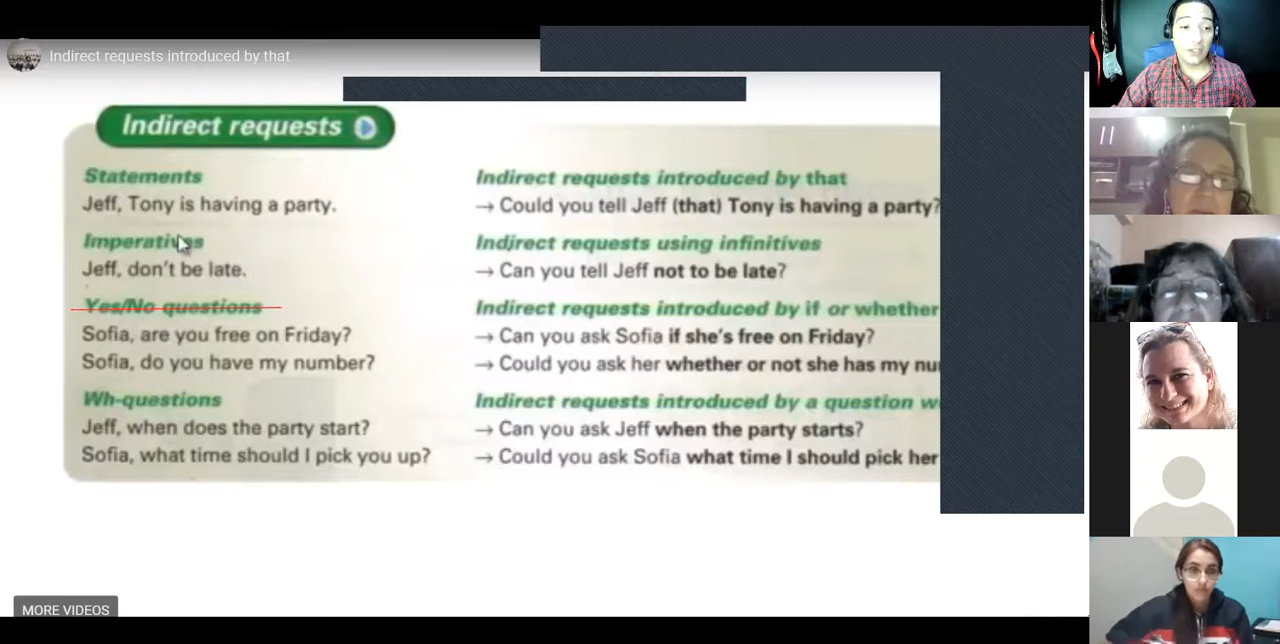 Indirect requests introduced by that
Indirect requests
Statements
Indirect requests introduced by that
Jeff, Tony is having a party.
→ Could you tell Jeff (that) Tony is having a party?
Imperatives
Indirect requests using infinitives
Jeff, don't be late.
→ Can you tell Jeff not to be late?
Yes/No questions
Indirect requests introduced by if or whether
Sofia, are you free on Friday?
→ Can you ask Sofia if she's free on Friday?
Sofia, do you have my number?
→ Could you ask her whether or not she has my
Wh-questions
Indirect requests introduced by a question
Jeff, when does the party start?
→ Can you ask Jeff when the party starts?
Sofia, what time should I pick you up?
→ Could you ask Sofia what time I should pick her
MORE VIDEOS